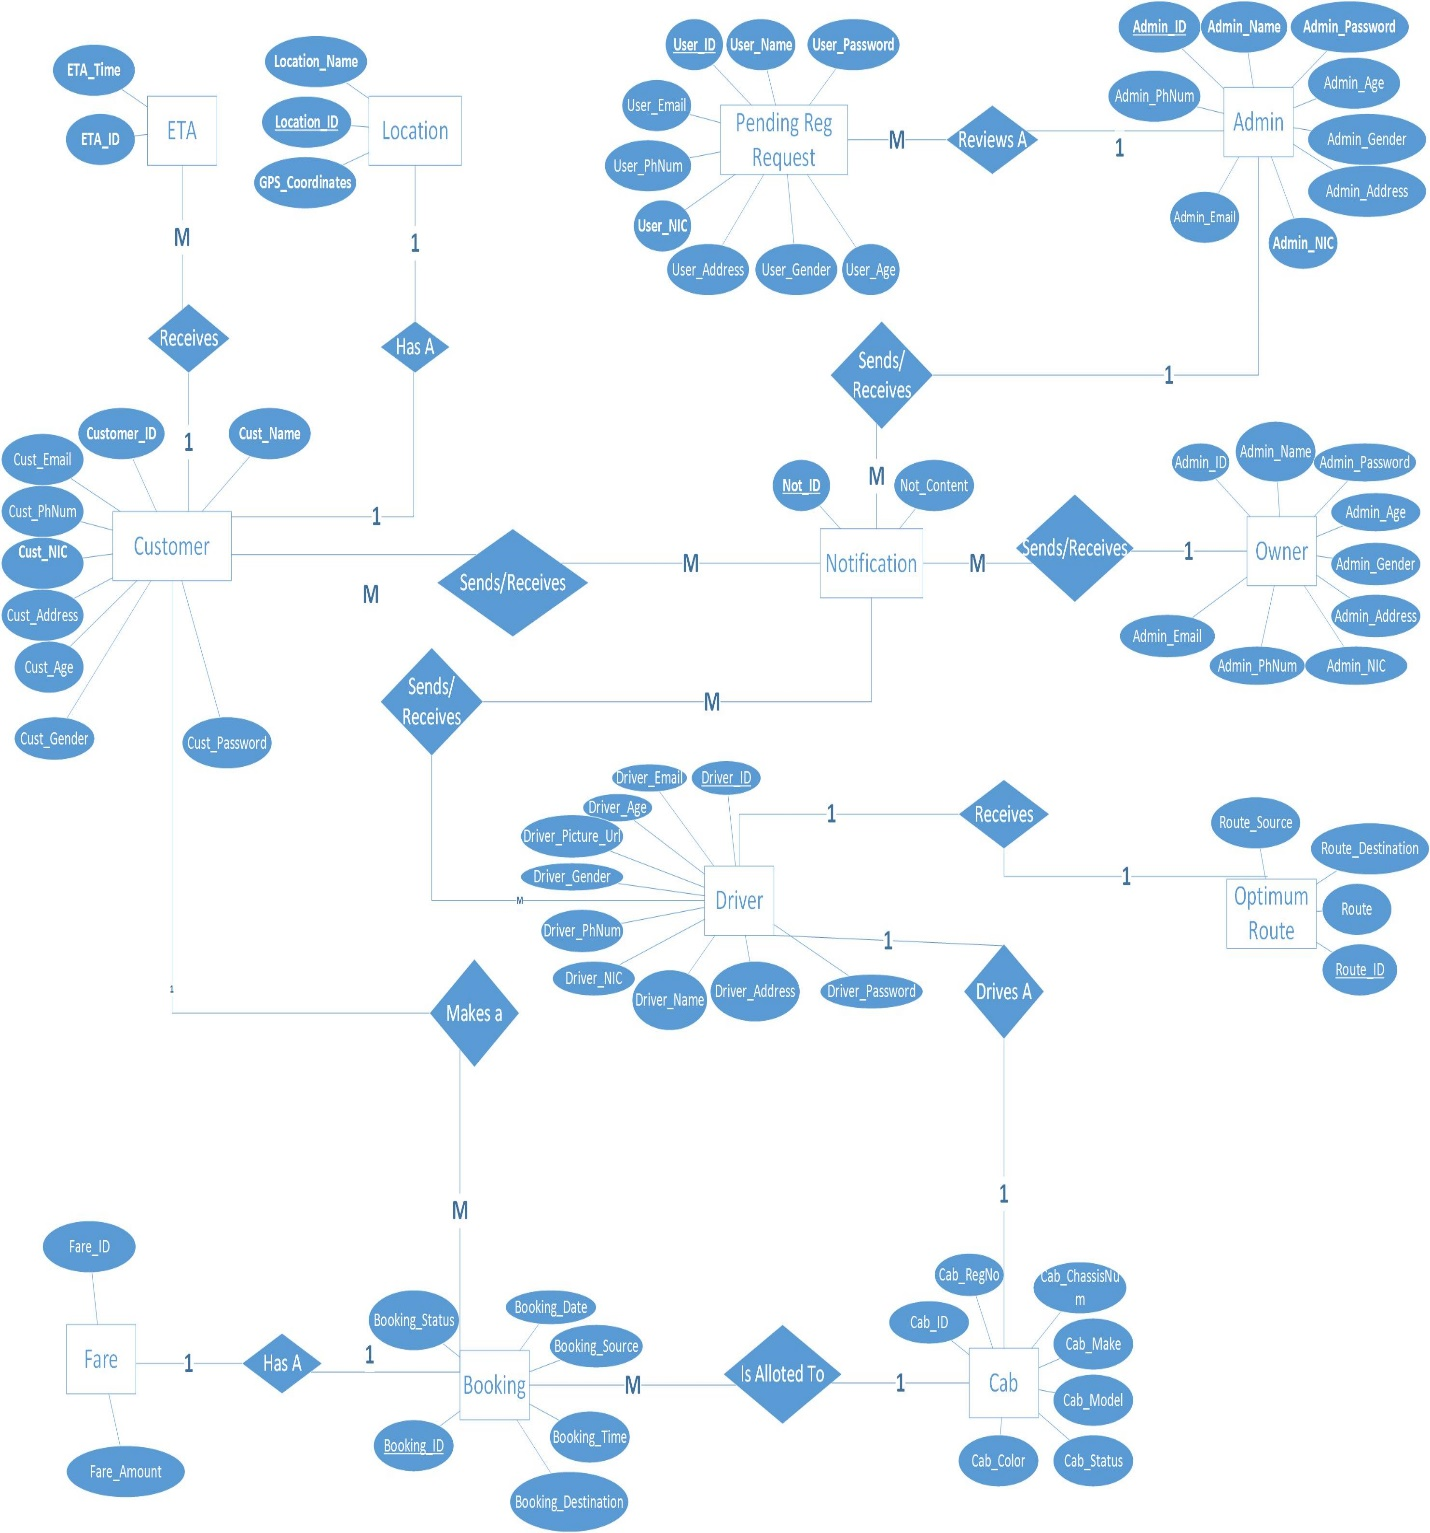 Admin_ID
Admin_Name
Admin_Password
User_ID
User_Name
User_Password
Location_Name
ETA_Time
Admin_Age
Admin_PhNum
User_Email
ETA
Location_ID
Location
Pending Reg
Request
M
Reviews A
1
Admin
ETA_ID
Admin_Gender
User_PhNum
GPS_Coordinates
Admin_Address
User_NIC
Admin_Email
Admin_NIC
M
1
User_Address
User_Gender
User_Age
Receives
Has A
Sends/
Receives
1
Customer_ID
Cust_Name
1
Cust_Email
Admin_ID
Admin_Name
Admin_Password
M
Not_ID
Not_Content
Cust_PhNum
1
Admin_Age
Cust_NIC
Customer
Sends/Receives
M
Notification
M
Sends/Receives
1
Owner
Admin_Gender
M
Cust_Address
Admin_Address
Admin_Email
Cust_Age
Admin_PhNum
Admin_NIC
Sends/
Receives
M
Cust_Gender
Cust_Password
Driver_Email
Driver_ID
Driver_Age
1
Receives
Route_Source
Driver_Picture_Url
Route_Destination
Driver_Gender
1
M
Driver
Optimum
Route
Route
Driver_PhNum
1
Driver_NIC
Route_ID
Driver_Name
Driver_Address
Driver_Password
Drives A
1
Makes a
1
M
Fare_ID
Cab_RegNo
Cab_ChassisNu
m
Booking_Status
Booking_Date
Cab_ID
Booking_Source
Cab_Make
Fare
1
Has A
1
Booking
M
Is Alloted To
1
Cab
Cab_Model
Booking_ID
Booking_Time
Cab_Color
Cab_Status
Fare_Amount
Booking_Destination